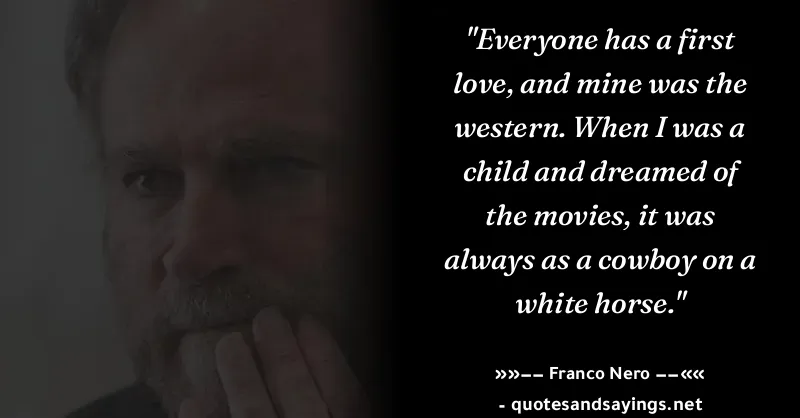 "Everyone has a first
love, and mine was the
western. When I was a
child and dreamed of
the movies, it was
always as a cowboy on a
white horse."
»»−− Franco Nero −−««
- quotesandsayings.net